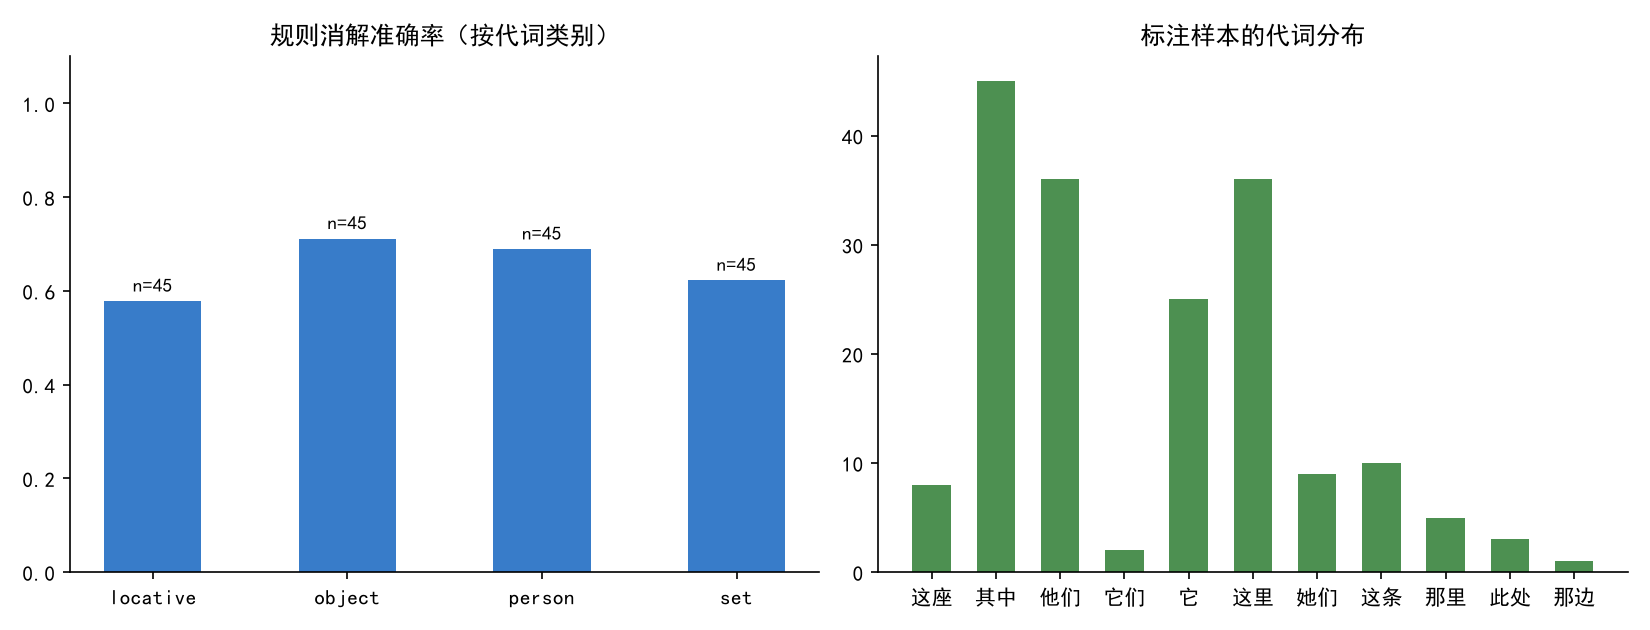 规则消解准确率（按代词类别）
1.0
0.8
0.6
0.4
0.2
0.0
n=45
n=45
n=45
n=45
locative object person set
标注样本的代词分布
40
30
20
10
0
这座 其中 他们 它们 它 这里 她们 这条 那里 此处 那边